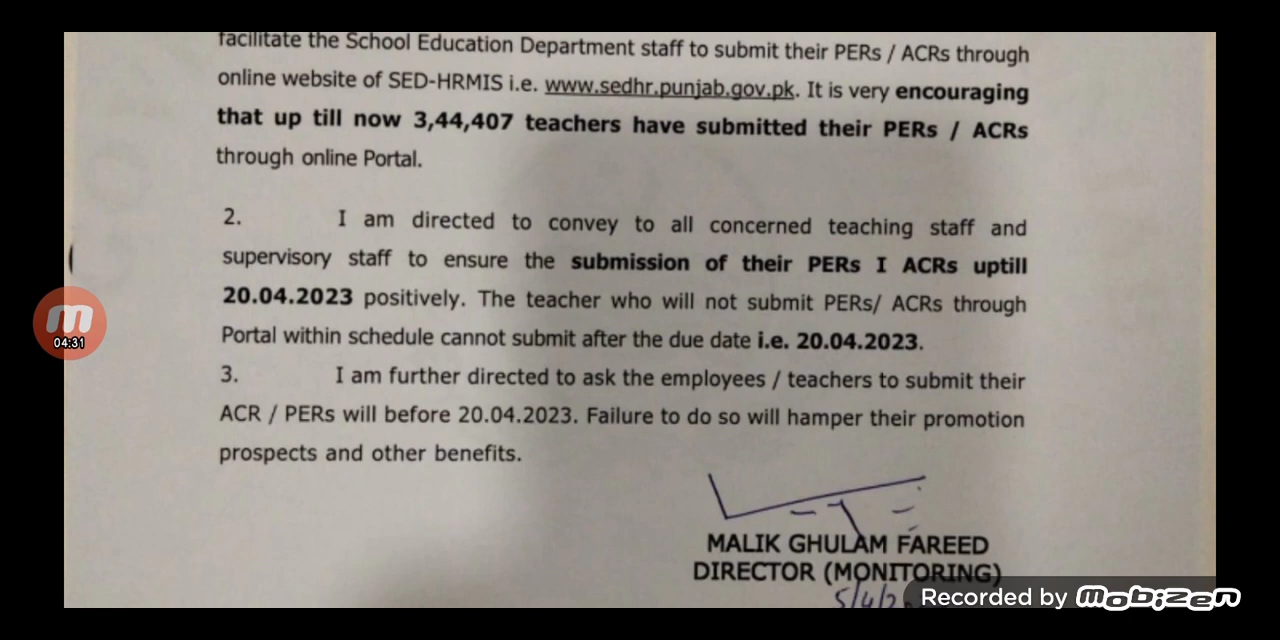 facilitate the School Education Department staff to submit their PERs / ACRs through
online website of SED-HRMIS i.e. www.sedhr.punjab.gov.pk. It is very encouraging
that up till now 3,44,407 teachers have submitted their PERs / ACRs
through online Portal.
2. I am directed to convey to all concerned teaching staff and
supervisory staff to ensure the submission of their PERs I ACRs uptill
20.04.2023 positively. The teacher who will not submit PERs/ ACRs through
Portal within schedule cannot submit after the due date i.e. 20.04.2023.
3. I am further directed to ask the employees / teachers to submit their
ACR / PERs will before 20.04.2023. Failure to do so will hamper their promotion
prospects and other benefits.
MALIK GHULAM FAREED
DIRECTOR (MONITORING)
04:31
Recorded by Mobizen